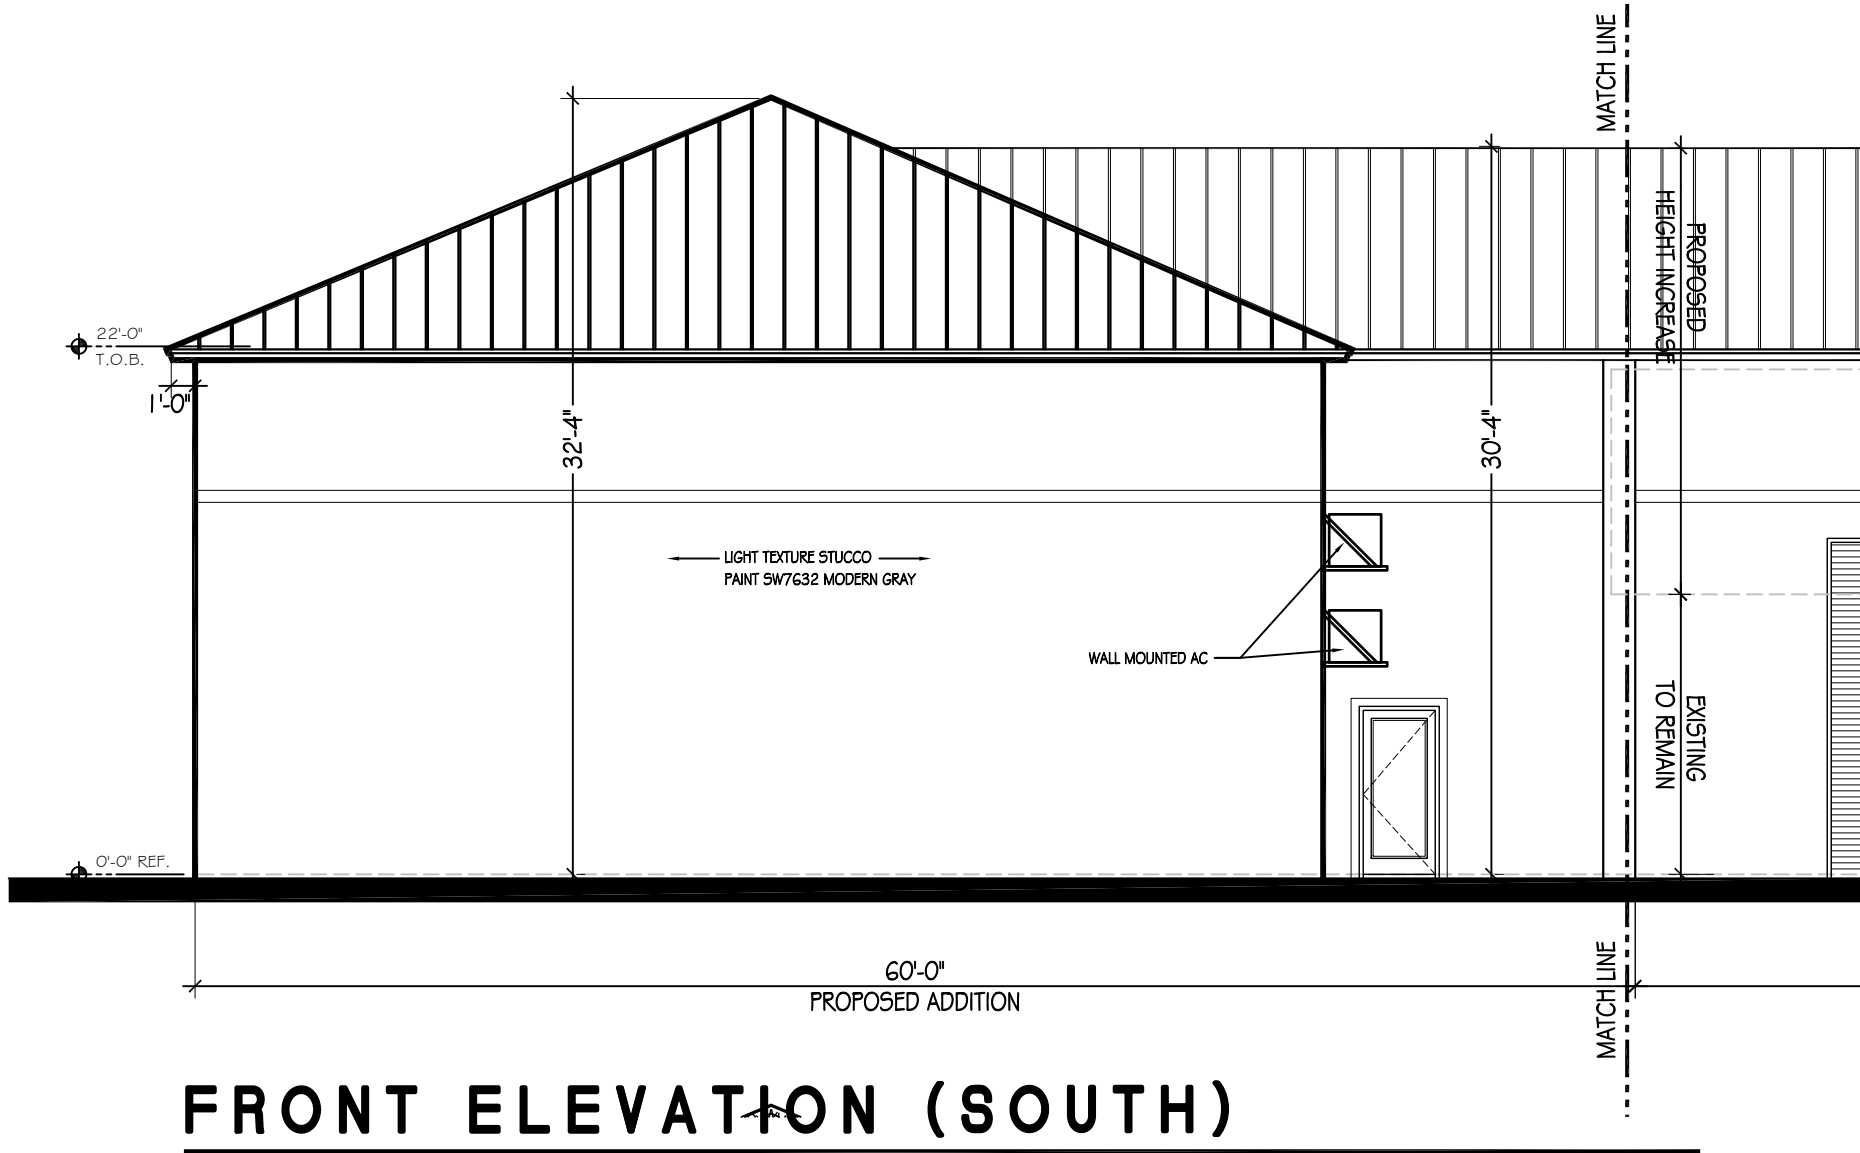 MATCH LINE
PROPOSED
HEIGHT INCREASE
22'-0"
T.O.B.
1'-0"
32'-4"
30'-4"
LIGHT TEXTURE STUCCO
PAINT SW7632 MODERN GRAY
WALL MOUNTED AC
EXISTING
TO REMAIN
0'-0" REF.
60'-0"
PROPOSED ADDITION
MATCH LINE
FRONT ELEVATION (SOUTH)